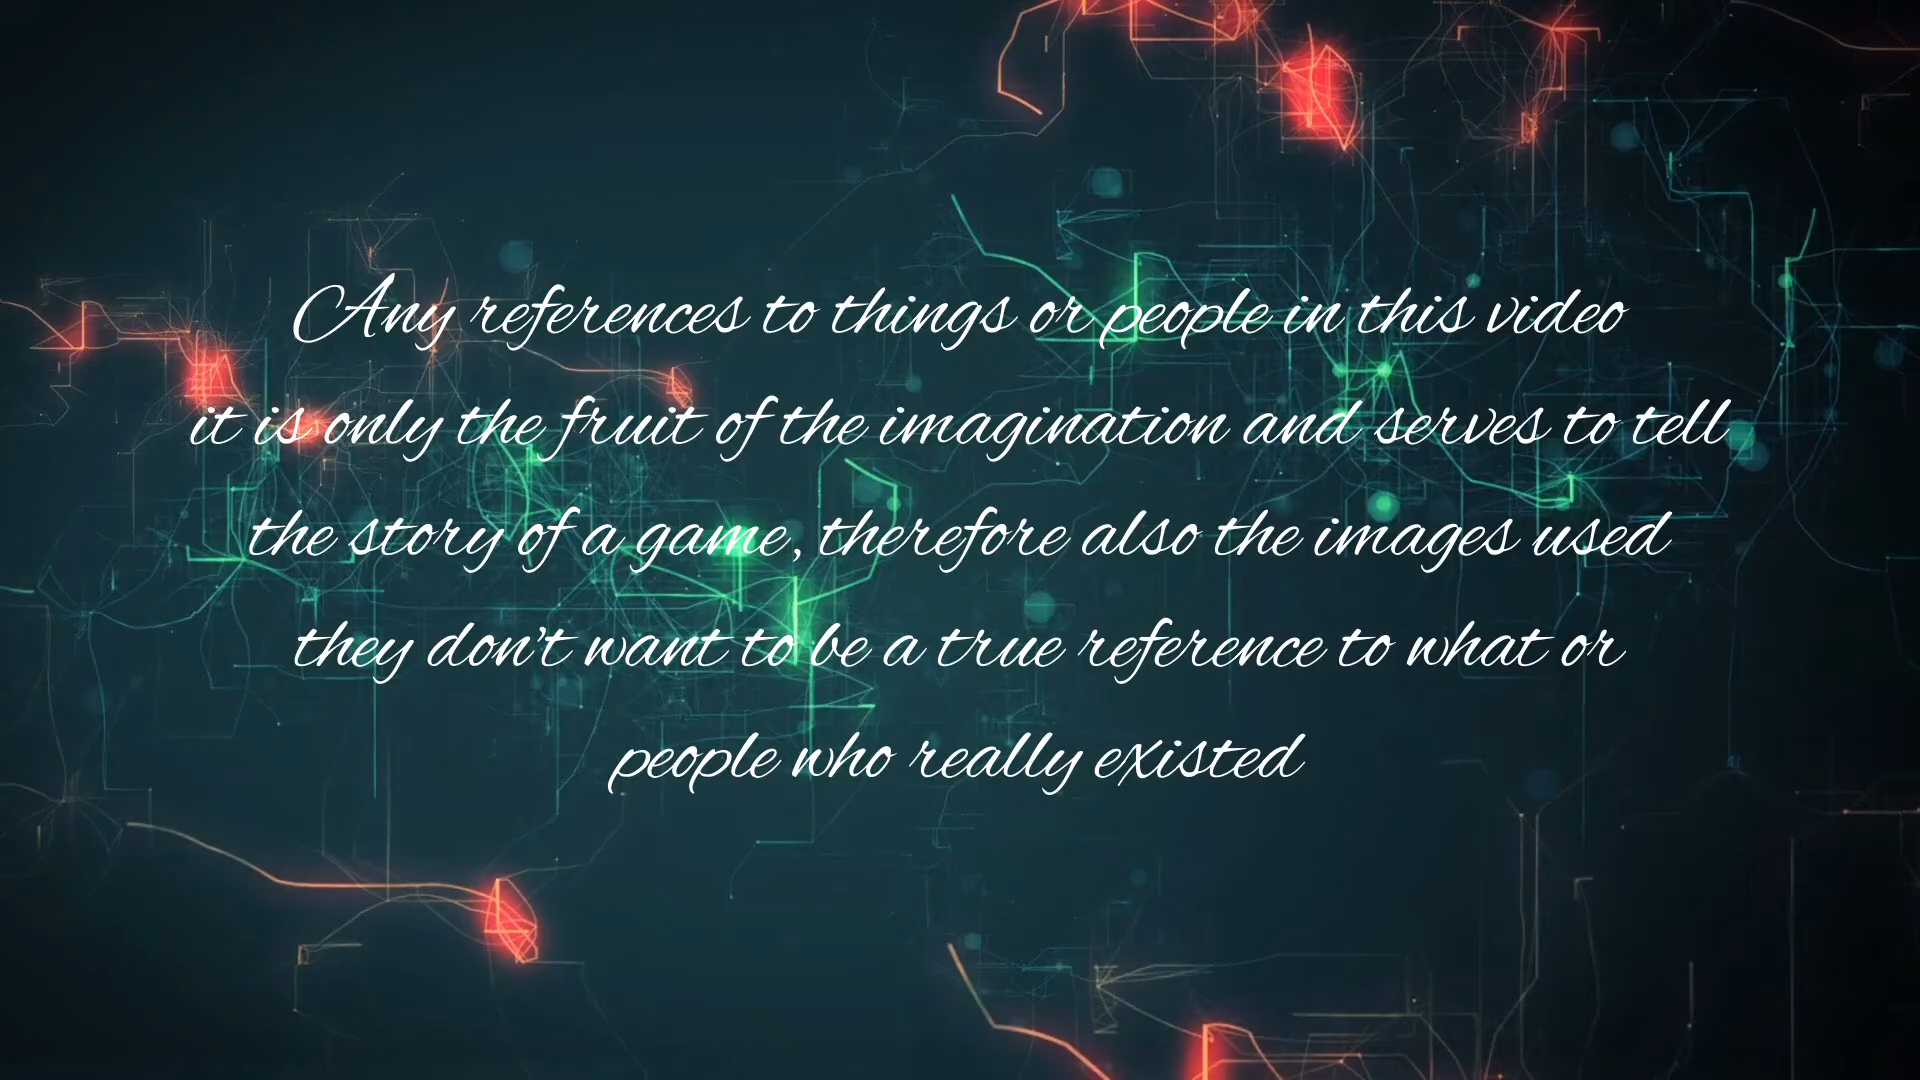 Any references to things or people in this video
it is only the fruit of the imagination and serves to tell
the story of a game, therefore also the images used
they don't want to be a true reference to what or
people who really existed